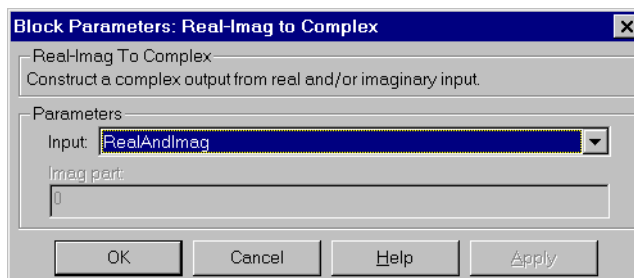 Block Parameters: Real-Imag to Complex
Real-Imag To Complex
Construct a complex output from real and/or imaginary input.
Parameters
Input: RealAndImag
Imag part:
0
OK Cancel Help Apply